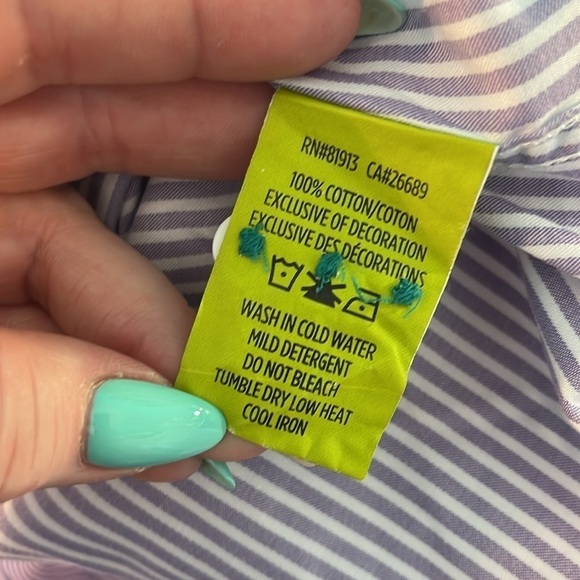 RN#81913 CA#26689
100% COTTON/COTON
EXCLUSIVE OF DECORATION
EXCLUSIVE DES DÉCORATIONS
WASH IN COLD WATER
MILD DETERGENT
DO NOT BLEACH
TUMBLE DRY LOW HEAT
COOL IRON